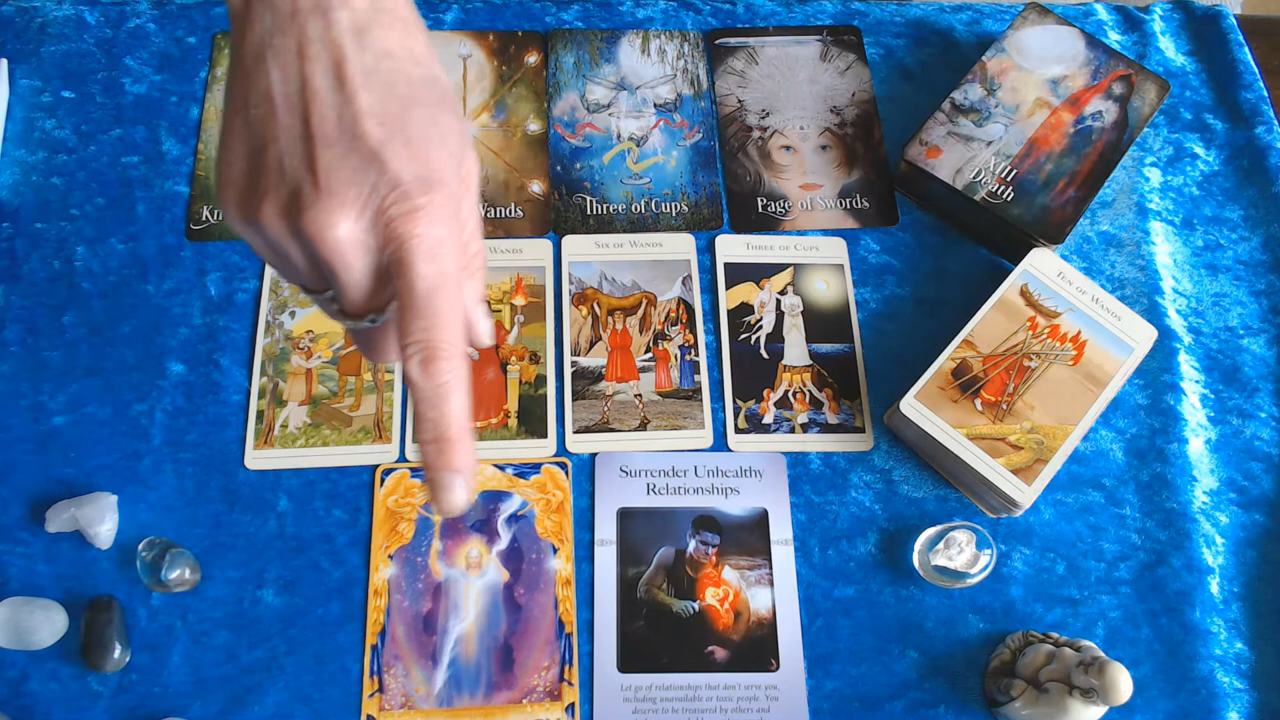 Kn
Wands
Three of Cups
Page of Swords
XIII
Death
Wands
Six of Wands
Three of Cups
Ten of Wands
Surrender Unhealthy
Relationships
Let go of relationships that don't serve you,
including unavailable or toxic people. You
deserve to be treasured by others and